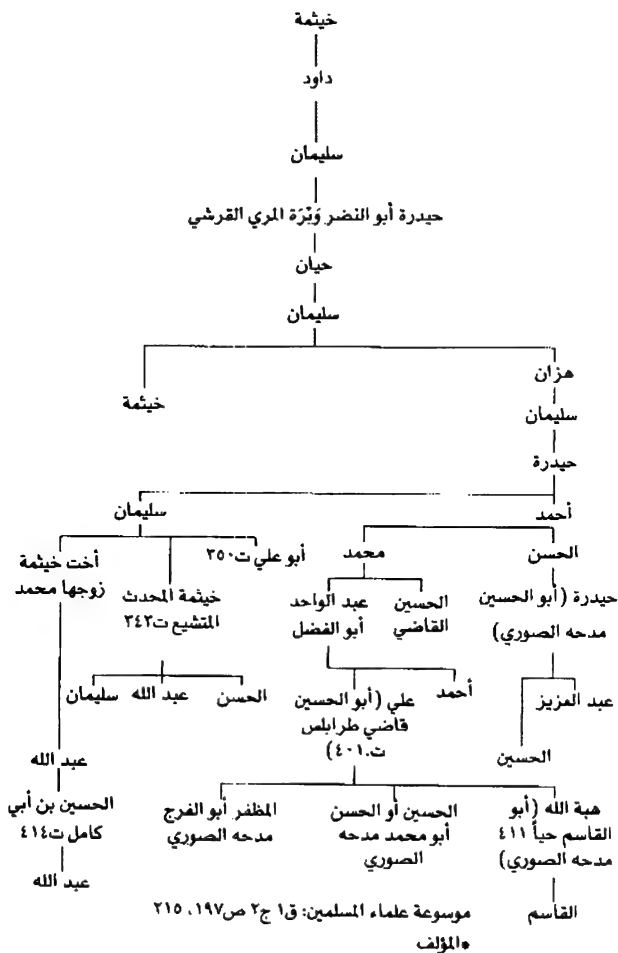 خيثمة
داود
سليمان
حيدرة أبو النضر وَبْرَة المري القرشي
حيان
سليمان
هزان
خيثمة
سليمان
حيدرة
أحمد
سليمان
الحسن
محمد
أبو علي ت٣٥٠
أخت خيثمة
زوجها محمد
خيثمة المحدث
المتشيع ت٣٤٣
حيدرة (أبو الحسين
مدحه الصوري)
الحسين
القاضي
عبد الواحد
أبو الفضل
عبد العزيز
الحسين
أحمد
علي (أبو الحسين
قاضي طرابلس
ت.٤٠١)
الحسن
عبد الله
سليمان
عبد الله
هبة الله (أبو
القاسم حياً ٤١١
مدحه الصوري)
الحسين أو الحسن
أبو محمد مدحه
الصوري
المظفر أبو الفرج
مدحه الصوري
الحسين بن أبي
كامل ت٤١٤
القاسم
عبد الله
موسوعة علماء المسلمين: ق١ ج٢ ص١٩٧، ٢١٥
*المؤلف